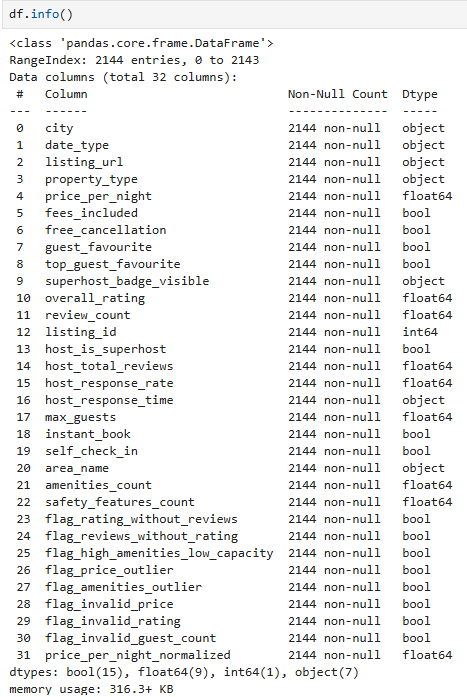 df.info()
<class 'pandas.core.frame.DataFrame'>
RangeIndex: 2144 entries, 0 to 2143
Data columns (total 32 columns):
 #   Column                         Non-Null Count  Dtype
---  ------                         --------------  -----
 0   city                           2144 non-null   object
 1   date_type                      2144 non-null   object
 2   listing_url                    2144 non-null   object
 3   property_type                  2144 non-null   object
 4   price_per_night                2144 non-null   float64
 5   fees_included                  2144 non-null   bool
 6   free_cancellation              2144 non-null   bool
 7   guest_favourite                2144 non-null   bool
 8   top_guest_favourite            2144 non-null   bool
 9   superhost_badge_visible        2144 non-null   object
 10  overall_rating                 2144 non-null   float64
 11  review_count                   2144 non-null   float64
 12  listing_id                     2144 non-null   int64
 13  host_is_superhost              2144 non-null   bool
 14  host_total_reviews             2144 non-null   float64
 15  host_response_rate             2144 non-null   float64
 16  host_response_time             2144 non-null   object
 17  max_guests                     2144 non-null   float64
 18  instant_book                   2144 non-null   bool
 19  self_check_in                  2144 non-null   bool
 20  area_name                      2144 non-null   object
 21  amenities_count                2144 non-null   float64
 22  safety_features_count          2144 non-null   float64
 23  flag_rating_without_reviews    2144 non-null   bool
 24  flag_reviews_without_rating    2144 non-null   bool
 25  flag_high_amenities_low_capacity  2144 non-null   bool
 26  flag_price_outlier             2144 non-null   bool
 27  flag_amenities_outlier         2144 non-null   bool
 28  flag_invalid_price             2144 non-null   bool
 29  flag_invalid_rating            2144 non-null   bool
 30  flag_invalid_guest_count       2144 non-null   bool
 31  price_per_night_normalized     2144 non-null   float64
dtypes: bool(15), float64(9), int64(1), object(7)
memory usage: 316.3+ KB